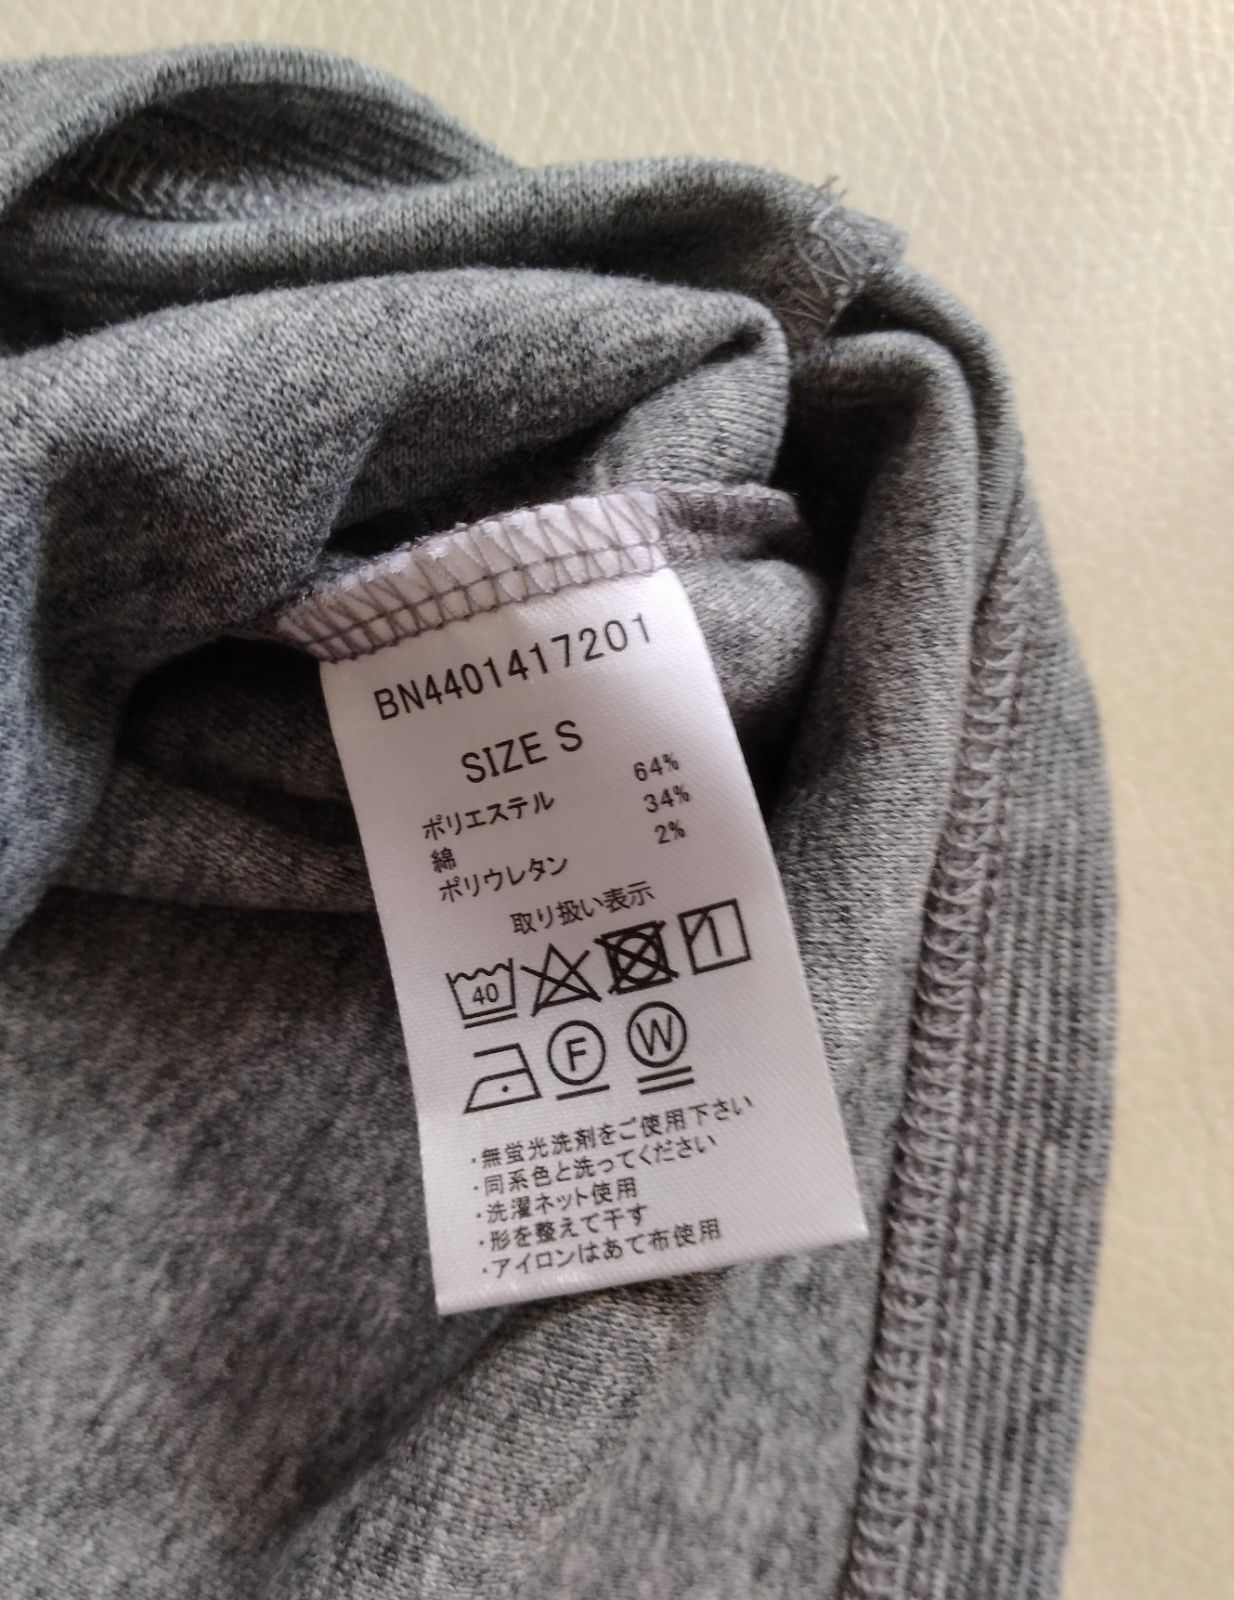 BN4401417201
SIZE S
ポリエステル 64%
綿 34%
ポリウレタン 2%
取り扱い表示
40
F W
・無蛍光洗剤をご使用下さい
・同系色と洗ってください
・洗濯ネット使用
・形を整えて干す
・アイロンはあて布使用